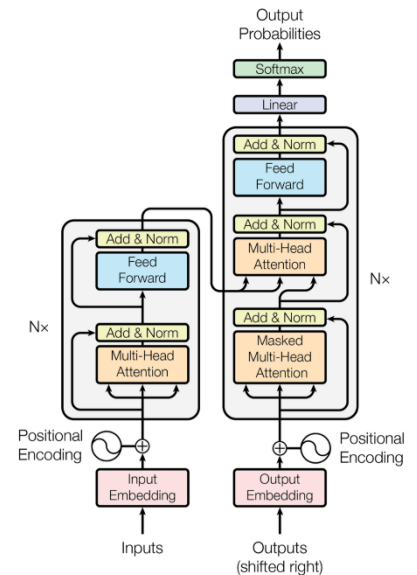 Output
Probabilities
Softmax
Linear
Add & Norm
Feed
Forward
Add & Norm
Multi-Head
Attention
Add & Norm
Masked
Multi-Head
Attention
Nx
Add & Norm
Feed
Forward
Add & Norm
Multi-Head
Attention
Nx
Positional
Encoding
Positional
Encoding
Input
Embedding
Output
Embedding
Inputs
Outputs
(shifted right)